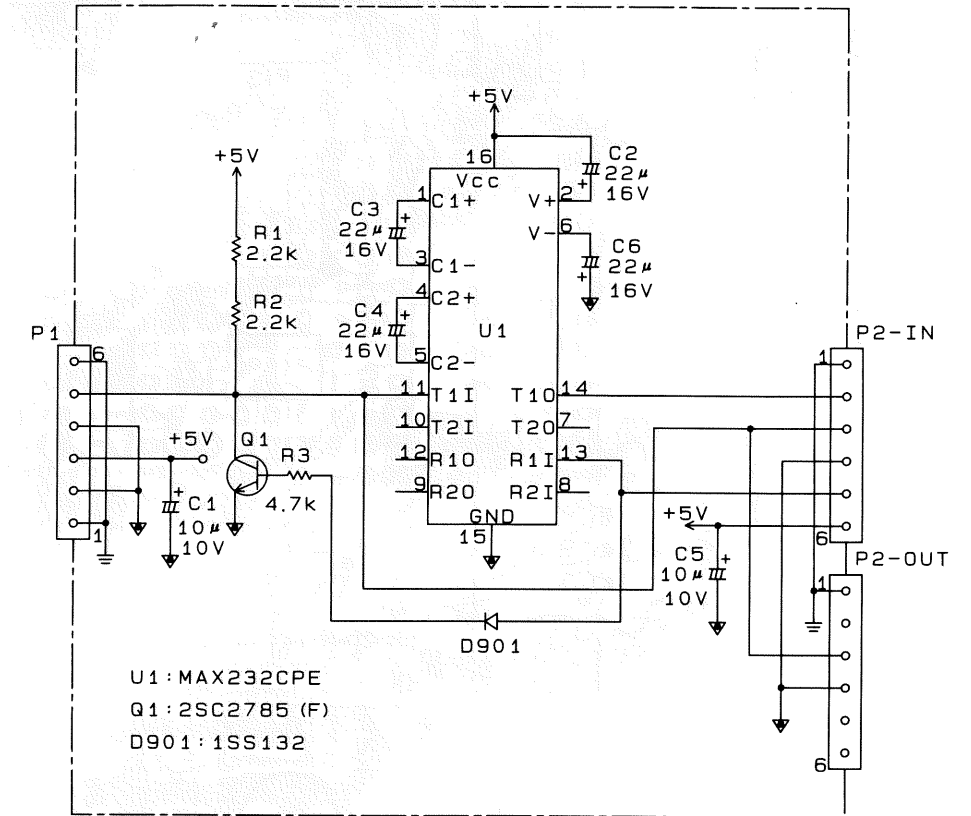 +5V
+5V
16
Vcc
C2
22μ
16V
1
C1+
V+
2
C3
22μ
16V
V-
6
R1
2.2k
C6
22μ
16V
3
C1-
4
C2+
R2
2.2k
C4
22μ
16V
U1
P1
P2-IN
6
5
C2-
1
11
T1I
T1O
14
10
T2I
T2O
7
+5V
Q1
R3
4.7k
12
R1O
R1I
13
9
R2O
R2I
8
C1
10μ
10V
GND
15
+5V
1
6
C5
10μ
10V
P2-OUT
1
D901
U1:MAX232CPE
Q1:2SC2785 (F)
D901:1SS132
6